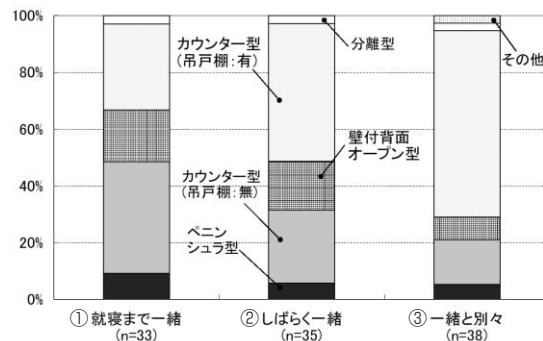 100%
80%
60%
40%
20%
0%
カウンター型
(吊戸棚:有)
カウンター型
(吊戸棚:無)
ペニン
シュラ型
分離型
壁付背面
オープン型
その他
① 就寝まで一緒
(n=33)
② しばらく一緒
(n=35)
③ 一緒と別々
(n=38)